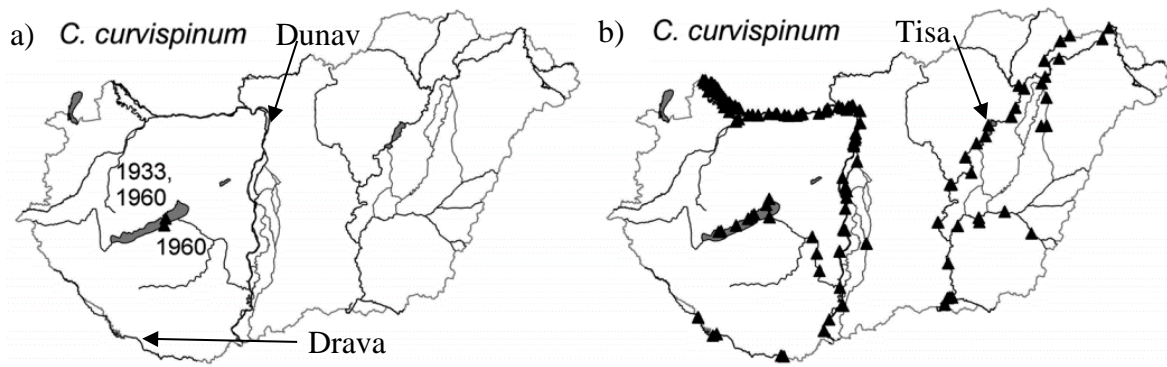 a) C. curvispinum Dunav
1933,
1960
1960
Drava
b) C. curvispinum Tisa